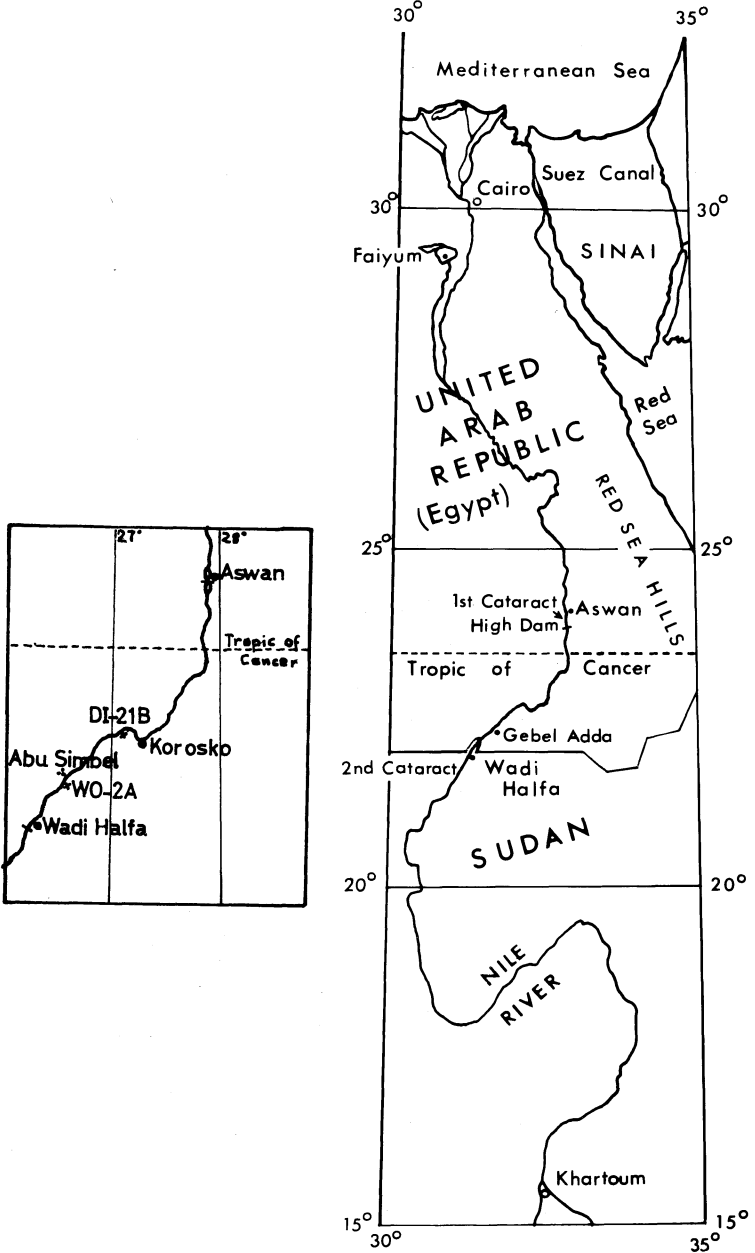 30°
35°
Mediterranean Sea
Suez Canal
Cairo
30°
30°
SINAI
Faiyum
UNITED
ARAB
REPUBLIC
(Egypt)
Red
Sea
RED SEA HILLS
25°
25°
1st Cataract
Aswan
High Dam
Tropic of Cancer
Gebel Adda
2nd Cataract
Wadi
Halfa
SUDAN
20°
20°
NILE
RIVER
Khartoum
15°
15°
30°
35°
27°
28°
Aswan
Tropic of
Cancer
DI-21B
Korosko
Abu Simbel
WO-2A
Wadi Halfa